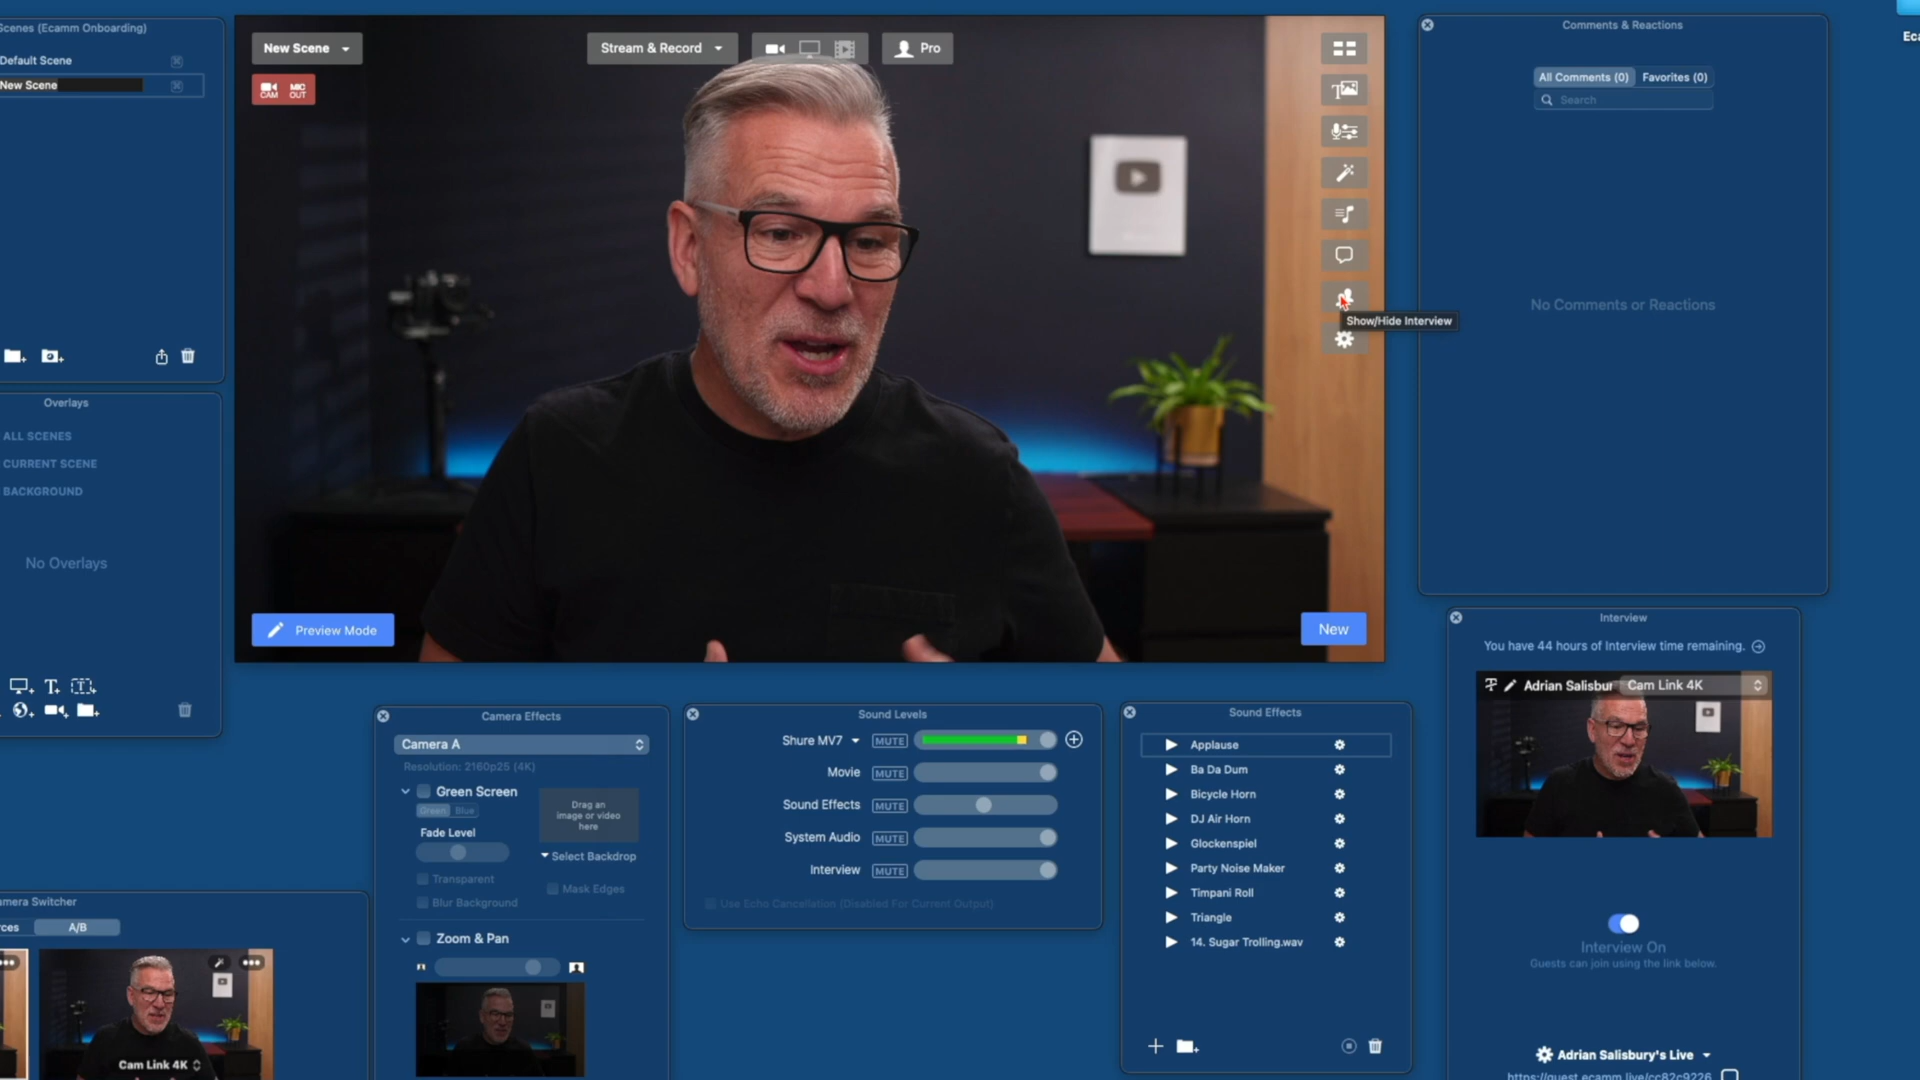 Scenes (Ecamm Onboarding)
Default Scene
New Scene
New Scene
CAM
MIC
OUT
Stream & Record
Pro
Show/Hide Interview
Preview Mode
New
Comments & Reactions
All Comments (0)
Favorites (0)
Search
No Comments or Reactions
Overlays
ALL SCENES
CURRENT SCENE
BACKGROUND
No Overlays
A/B
Cam Link 4K
Camera Effects
Camera A
Resolution: 2160p25 (4K)
Green Screen
Green
Blue
Fade Level
Drag an
image or video
here
Select Backdrop
Transparent
Mask Edges
Blur Background
Zoom & Pan
Sound Levels
Shure MV7
MUTE
Movie
MUTE
Sound Effects
MUTE
System Audio
MUTE
Interview
MUTE
Use Echo Cancellation (Disabled For Current Output)
Sound Effects
Applause
Ba Da Dum
Bicycle Horn
DJ Air Horn
Glockenspiel
Party Noise Maker
Timpani Roll
Triangle
14. Sugar Trolling.wav
Interview
You have 44 hours of Interview time remaining.
Adrian Salisbur
Cam Link 4K
Interview On
Guests can join using the link below.
Adrian Salisbury's Live
https://guest.ecamm.live/cc82c9226